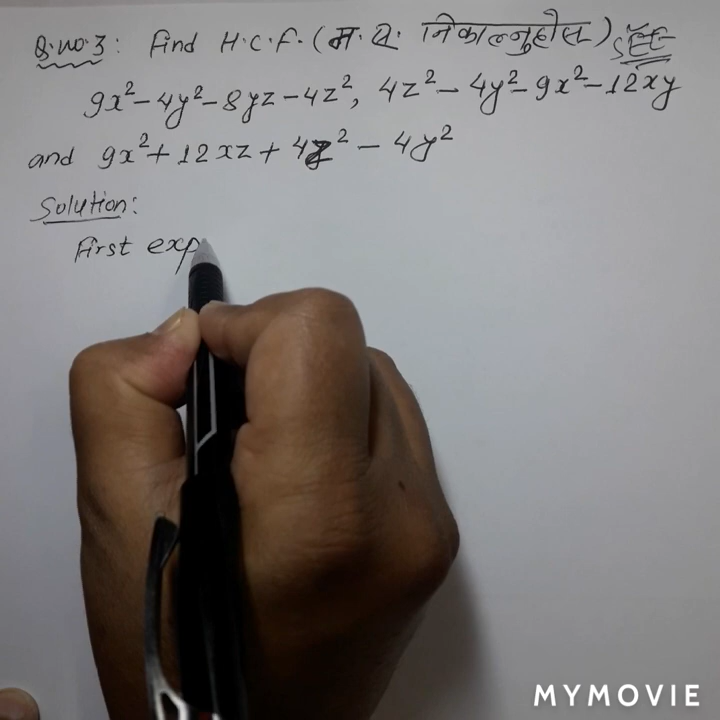 Q.no.3: Find H.C.F. (म.स. निकाल्नुहोस) SEE
9x²-4y²-8yz-4z², 4z²-4y²-9x²-12xy
and 9x²+12xz+4z²-4y²
Solution:
First exp
MYMOVIE